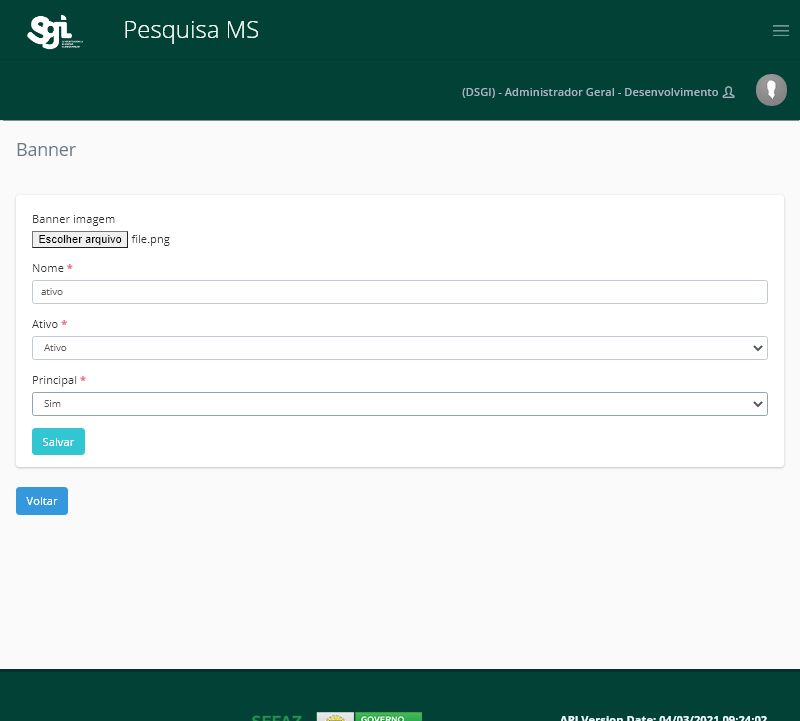 Sgi
Pesquisa MS
(DSGI) - Administrador Geral - Desenvolvimento
Banner
Banner imagem
Escolher arquivo file.png
Nome *
ativo
Ativo *
Ativo
Principal *
Sim
Salvar
Voltar
SEFAZ
GOVERNO
API Version Date: 04/03/2021 09:24:02